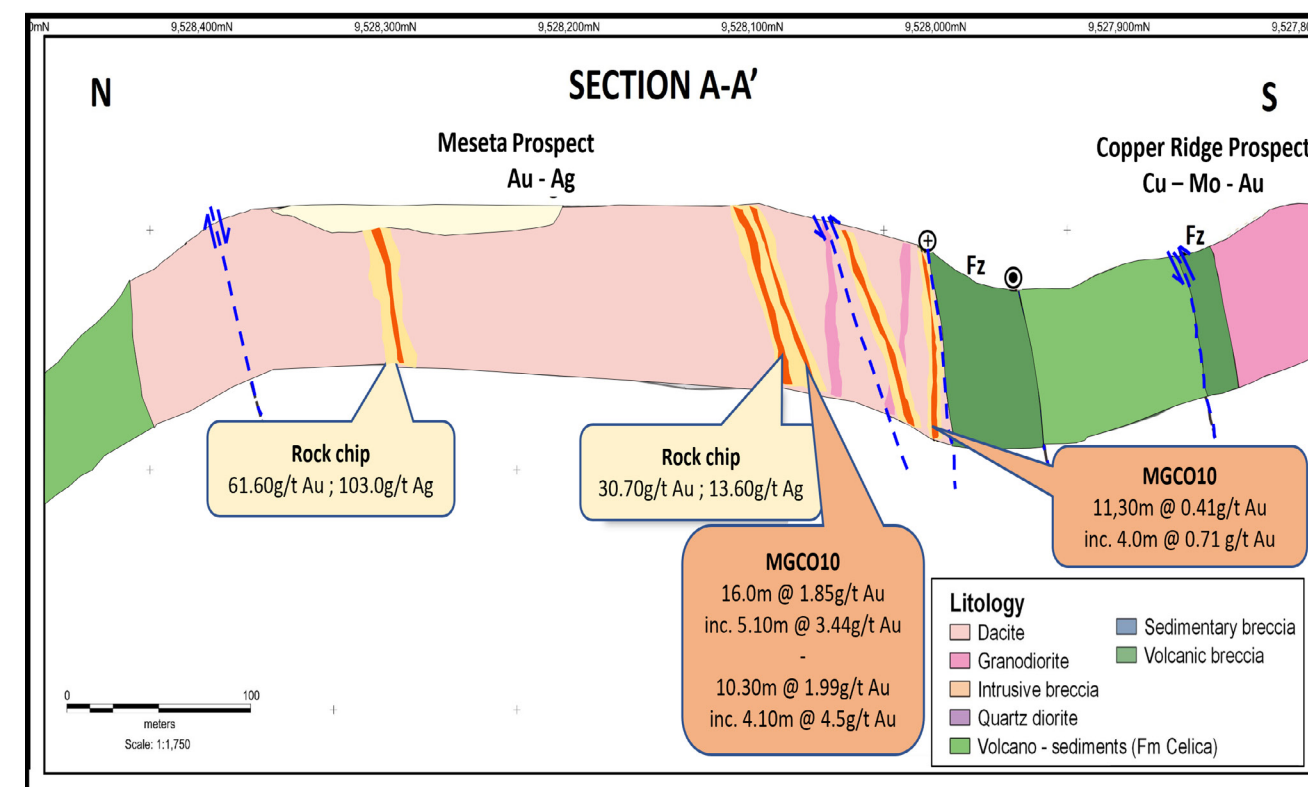 0mN 9,528,400mN 9,528,300mN 9,528,200mN 9,528,100mN 9,528,000mN 9,527,900mN 9,527,80
N SECTION A-A' S
Meseta Prospect
Au - Ag
Copper Ridge Prospect
Cu – Mo - Au
Fz
Fz
Rock chip
61.60g/t Au ; 103.0g/t Ag
Rock chip
30.70g/t Au ; 13.60g/t Ag
MGCO10
16.0m @ 1.85g/t Au
inc. 5.10m @ 3.44g/t Au
-
10.30m @ 1.99g/t Au
inc. 4.10m @ 4.5g/t Au
MGCO10
11,30m @ 0.41g/t Au
inc. 4.0m @ 0.71 g/t Au
Litology
Dacite
Granodiorite
Intrusive breccia
Quartz diorite
Volcano - sediments (Fm Celica)
Sedimentary breccia
Volcanic breccia
0 100
meters
Scale: 1:1,750